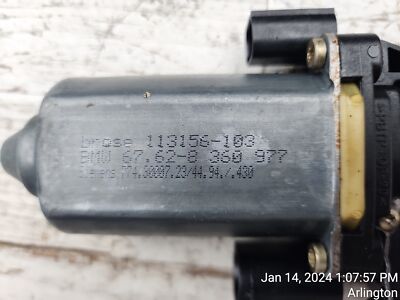 brose 113156-103
BMW 67.62-8 360 977
Siemens 774.30007.23/44.94./.430
Jan 14, 2024 1:07:57 PM
Arlington